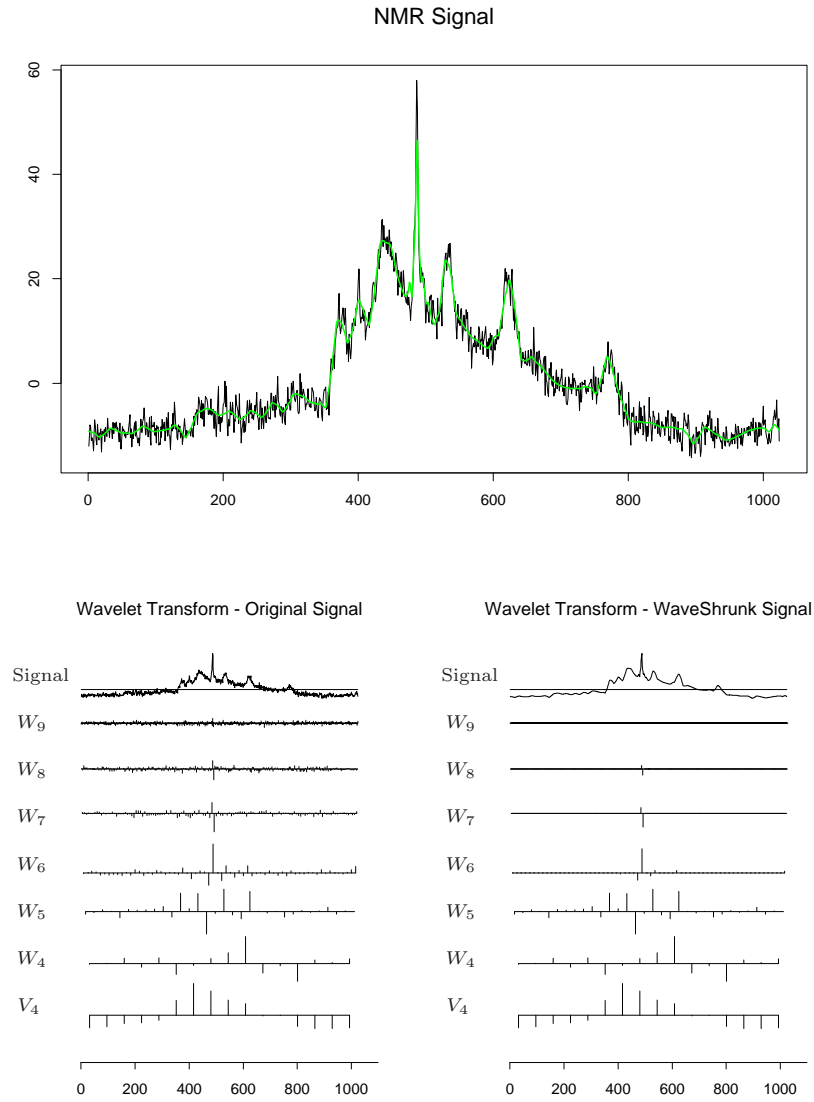 NMR Signal
60
40
20
0
0 200 400 600 800 1000
Wavelet Transform - Original Signal
Signal
W9
W8
W7
W6
W5
W4
V4
0 200 400 600 800 1000
Wavelet Transform - WaveShrunk Signal
Signal
W9
W8
W7
W6
W5
W4
V4
0 200 400 600 800 1000